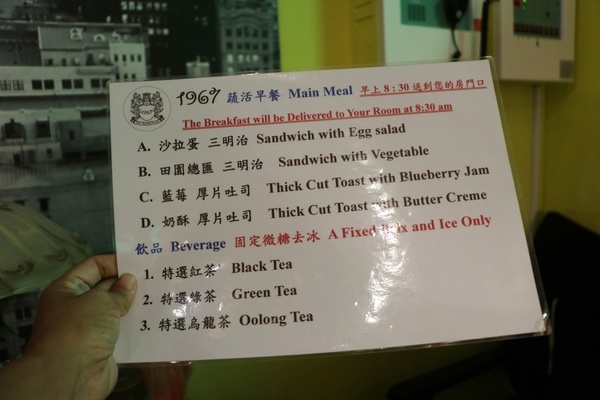 1967 蔬活早餐 Main Meal 早上8:30送到您的房門口
The Breakfast will be Delivered to Your Room at 8:30 am
A. 沙拉蛋 三明治 Sandwich with Egg salad
B. 田園總匯 三明治 Sandwich with Vegetable
C. 藍莓 厚片吐司 Thick Cut Toast with Blueberry Jam
D. 奶酥 厚片吐司 Thick Cut Toast with Butter Creme
飲品 Beverage 固定微糖去冰 A Fixed and Ice Only
1. 特選紅茶 Black Tea
2. 特選綠茶 Green Tea
3. 特選烏龍茶 Oolong Tea